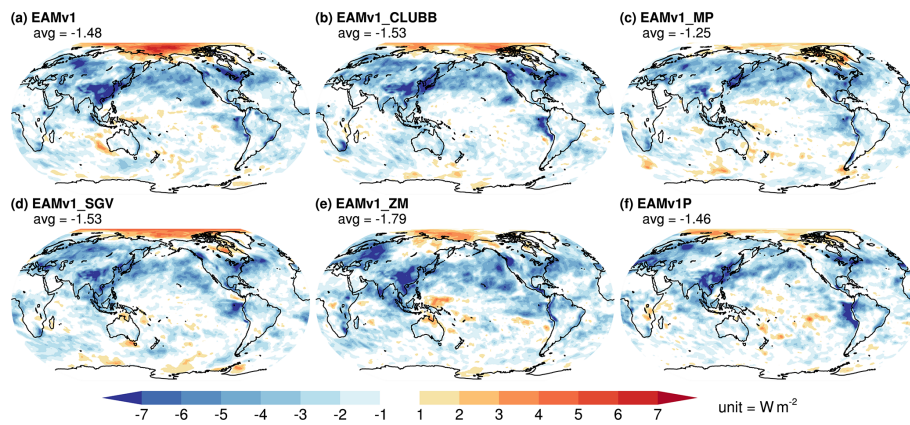 (a) EAMv1
avg = -1.48
(b) EAMv1_CLUBB
avg = -1.53
(c) EAMv1_MP
avg = -1.25
(d) EAMv1_SGV
avg = -1.53
(e) EAMv1_ZM
avg = -1.79
(f) EAMv1P
avg = -1.46
-7 -6 -5 -4 -3 -2 -1 1 2 3 4 5 6 7 unit = W m-2